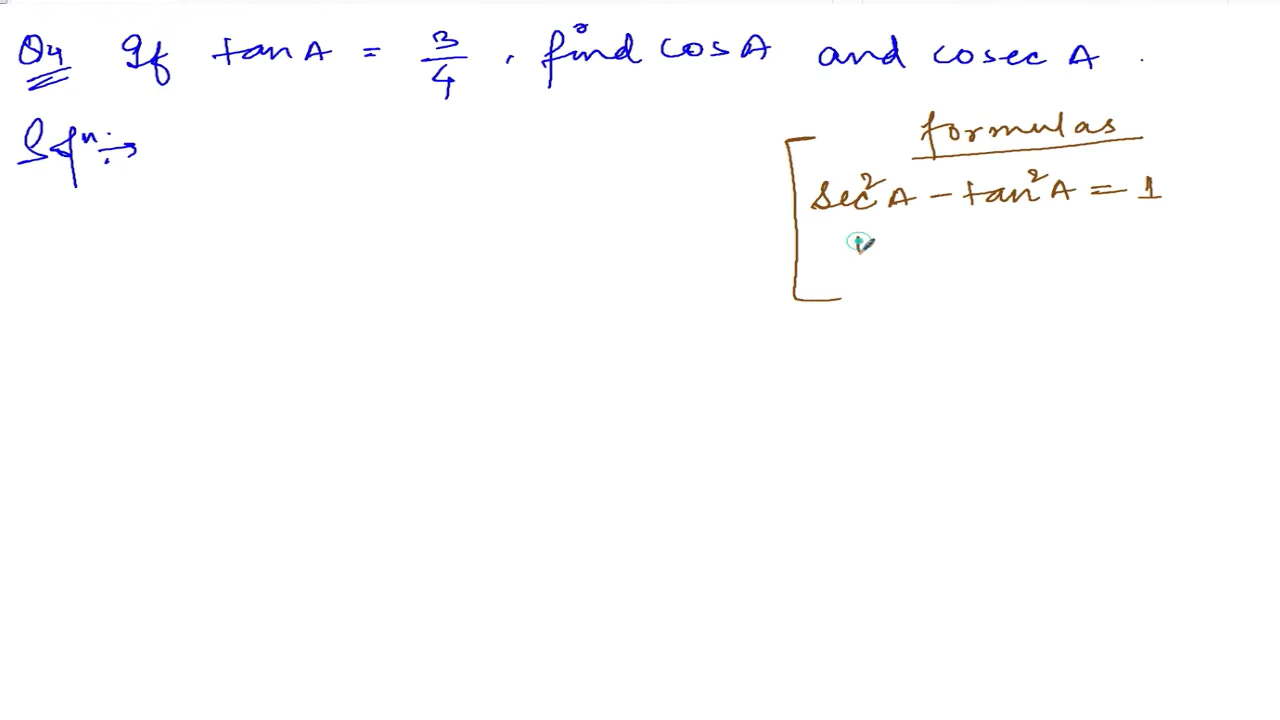 Q4 If tan A = 3/4 , find cos A and cosec A .
Solⁿ:→
formulas
sec²A - tan²A = 1